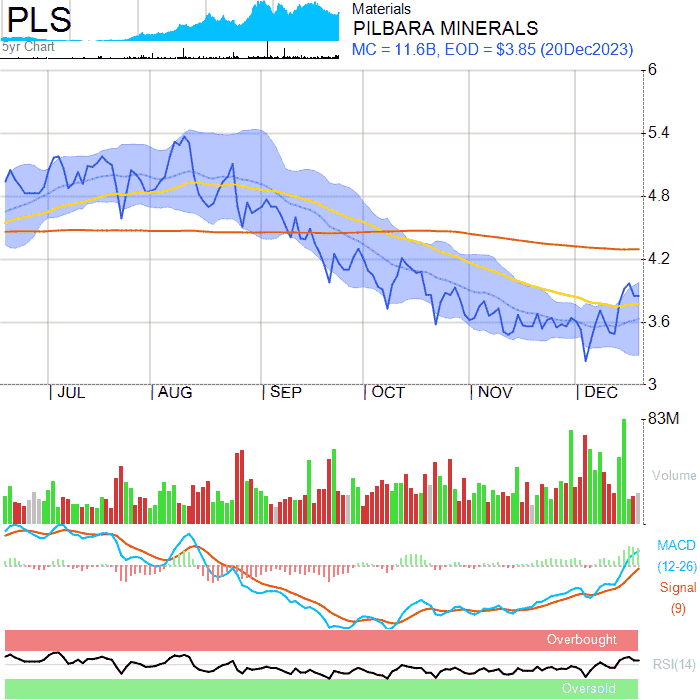 PLS
5yr Chart
Materials
PILBARA MINERALS
MC = 11.6B, EOD = $3.85 (20Dec2023)
6
5.4
4.8
4.2
3.6
3
JUL AUG SEP OCT NOV DEC
83M
Volume
MACD
(12-26)
Signal
(9)
Overbought
RSI(14)
Oversold